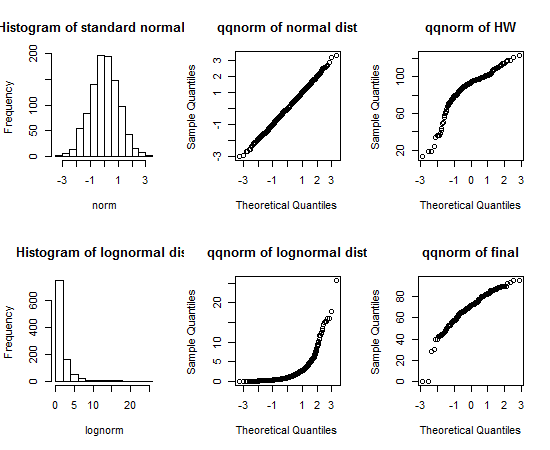 Histogram of standard normal
qqnorm of normal dist
qqnorm of HW
Frequency
0 50 100 200
-3 -1 1 3
norm
Sample Quantiles
-3 -1 1 3
-3 -1 0 1 2 3
Theoretical Quantiles
Sample Quantiles
20 60 100
-3 -1 0 1 2 3
Theoretical Quantiles
Histogram of lognormal dis
qqnorm of lognormal dist
qqnorm of final
Frequency
0 200 400 600
0 5 10 20
lognorm
Sample Quantiles
0 5 10 20
-3 -1 0 1 2 3
Theoretical Quantiles
Sample Quantiles
0 20 40 60 80
-3 -1 0 1 2 3
Theoretical Quantiles